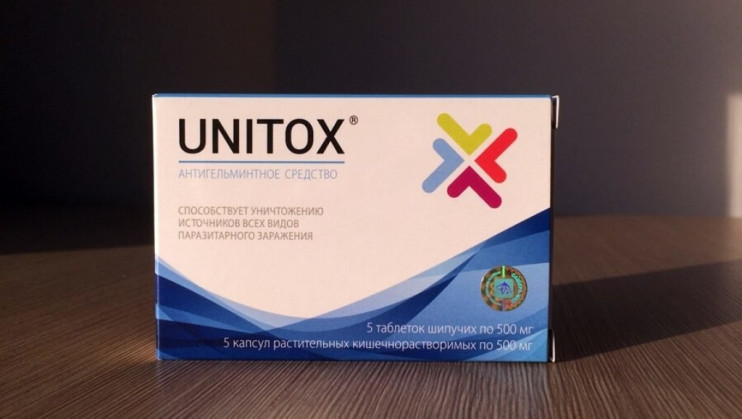 UNITOX®
АНТИГЕЛЬМИНТНОЕ СРЕДСТВО
СПОСОБСТВУЕТ УНИЧТОЖЕНИЮ
ИСТОЧНИКОВ ВСЕХ ВИДОВ
ПАРАЗИТАРНОГО ЗАРАЖЕНИЯ
5 таблеток шипучих по 500 мг
5 капсул растительных кишечнорастворимых по 500 мг